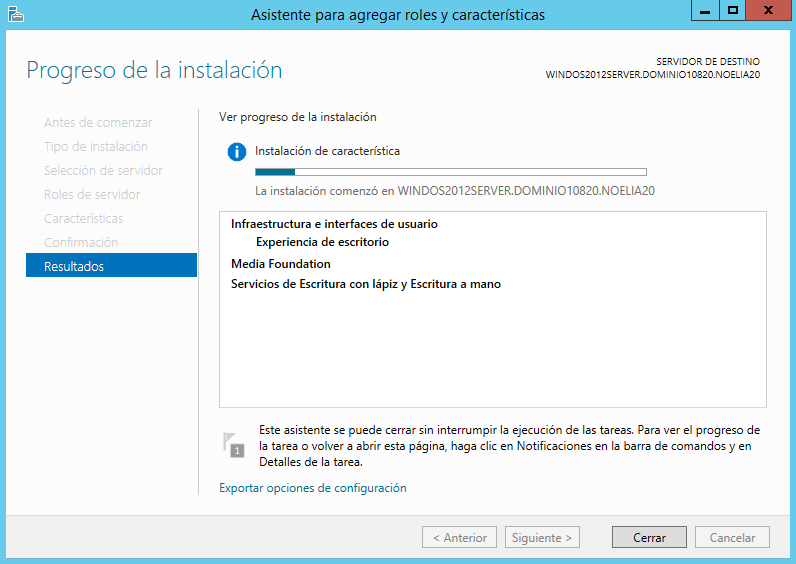 Asistente para agregar roles y características
Progreso de la instalación
SERVIDOR DE DESTINO
WINDOS2012SERVER.DOMINIO10820.NOELIA20
Antes de comenzar
Tipo de instalación
Selección de servidor
Roles de servidor
Características
Confirmación
Resultados
Ver progreso de la instalación
Instalación de característica
La instalación comenzó en WINDOS2012SERVER.DOMINIO10820.NOELIA20
Infraestructura e interfaces de usuario
Experiencia de escritorio
Media Foundation
Servicios de Escritura con lápiz y Escritura a mano
1
Este asistente se puede cerrar sin interrumpir la ejecución de las tareas. Para ver el progreso de
la tarea o volver a abrir esta página, haga clic en Notificaciones en la barra de comandos y en
Detalles de la tarea.
Exportar opciones de configuración
< Anterior
Siguiente >
Cerrar
Cancelar